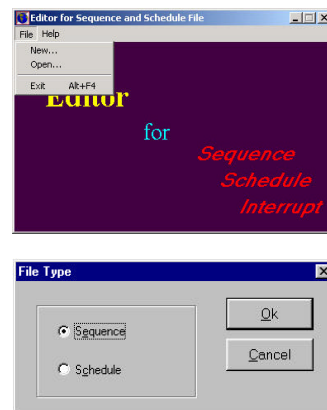 Editor for Sequence and Schedule File
File Help
New...
Open...
Exit Alt+F4
Editor
for
Sequence
Schedule
Interrupt
File Type
Sequence
Schedule
Ok
Cancel